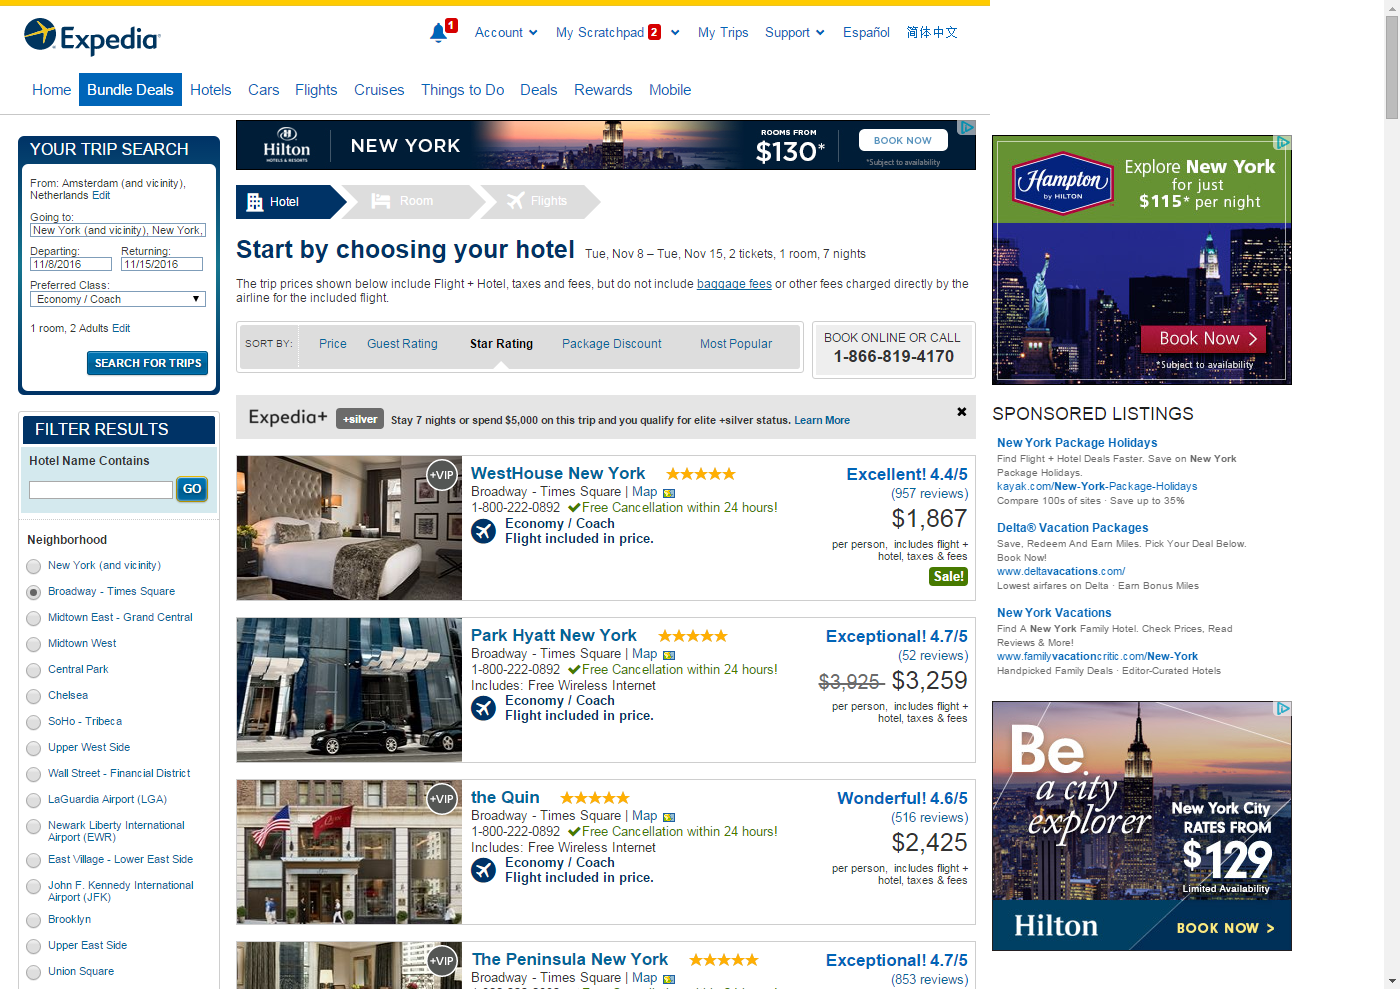 Expedia
1
Account
My Scratchpad 2
My Trips
Support
Español
简体中文
Home
Bundle Deals
Hotels
Cars
Flights
Cruises
Things to Do
Deals
Rewards
Mobile
YOUR TRIP SEARCH
From: Amsterdam (and vicinity),
Netherlands Edit
Going to:
New York (and vicinity), New York,
Departing:
Returning:
11/8/2016
11/15/2016
Preferred Class:
Economy / Coach
1 room, 2 Adults Edit
SEARCH FOR TRIPS
FILTER RESULTS
Hotel Name Contains
GO
Neighborhood
New York (and vicinity)
Broadway - Times Square
Midtown East - Grand Central
Midtown West
Central Park
Chelsea
SoHo - Tribeca
Upper West Side
Wall Street - Financial District
LaGuardia Airport (LGA)
Newark Liberty International
Airport (EWR)
East Village - Lower East Side
John F. Kennedy International
Airport (JFK)
Brooklyn
Upper East Side
Union Square
Hilton
HOTELS & RESORTS
NEW YORK
ROOMS FROM
$130*
BOOK NOW
*Subject to availability
Hotel
Room
Flights
Start by choosing your hotel
Tue, Nov 8 – Tue, Nov 15, 2 tickets, 1 room, 7 nights
The trip prices shown below include Flight + Hotel, taxes and fees, but do not include baggage fees or other fees charged directly by the
airline for the included flight.
SORT BY:
Price
Guest Rating
Star Rating
Package Discount
Most Popular
BOOK ONLINE OR CALL
1-866-819-4170
Expedia+ +silver Stay 7 nights or spend $5,000 on this trip and you qualify for elite +silver status. Learn More
+VIP
WestHouse New York
Broadway - Times Square | Map
1-800-222-0892 Free Cancellation within 24 hours!
Economy / Coach
Flight included in price.
Excellent! 4.4/5
(957 reviews)
$1,867
per person, includes flight +
hotel, taxes & fees
Sale!
Park Hyatt New York
Broadway - Times Square | Map
1-800-222-0892 Free Cancellation within 24 hours!
Includes: Free Wireless Internet
Economy / Coach
Flight included in price.
Exceptional! 4.7/5
(52 reviews)
$3,925 $3,259
per person, includes flight +
hotel, taxes & fees
+VIP
the Quin
Broadway - Times Square | Map
1-800-222-0892 Free Cancellation within 24 hours!
Includes: Free Wireless Internet
Economy / Coach
Flight included in price.
Wonderful! 4.6/5
(516 reviews)
$2,425
per person, includes flight +
hotel, taxes & fees
+VIP
The Peninsula New York
Broadway - Times Square | Map
Exceptional! 4.7/5
(853 reviews)
Hampton
by HILTON
Explore New York
for just
$115* per night
Book Now
*Subject to availability
SPONSORED LISTINGS
New York Package Holidays
Find Flight + Hotel Deals Faster. Save on New York
Package Holidays.
kayak.com/New-York-Package-Holidays
Compare 100s of sites · Save up to 35%
Delta® Vacation Packages
Save, Redeem And Earn Miles. Pick Your Deal Below.
Book Now!
www.deltavacations.com/
Lowest airfares on Delta · Earn Bonus Miles
New York Vacations
Find A New York Family Hotel. Check Prices, Read
Reviews & More!
www.familyvacationcritic.com/New-York
Handpicked Family Deals · Editor-Curated Hotels
Be
a city
explorer
New York City
RATES FROM
$129
Limited Availability
Hilton
BOOK NOW >